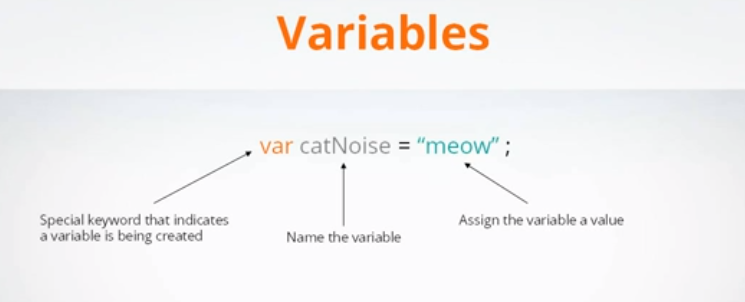 Variables
var catNoise = “meow” ;
Special keyword that indicates
a variable is being created
Name the variable
Assign the variable a value